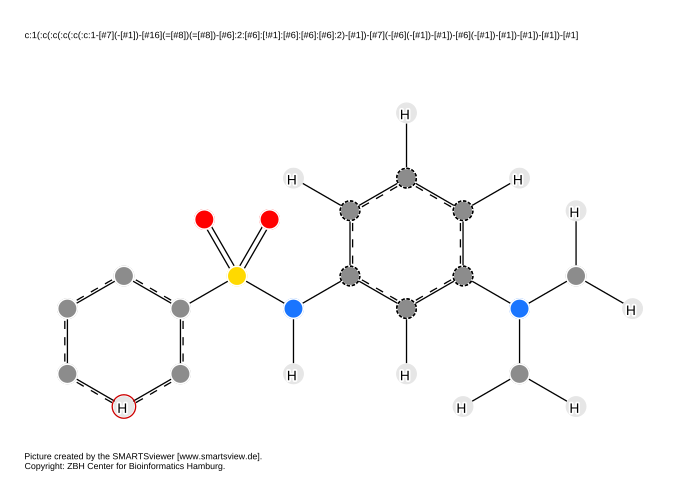 c:1(:c(:c(:c(:c(:c:1-[#7](-[#1])-[#16](=[#8])(=[#8])-[#6]:2:[#6]:[!#1]:[#6]:[#6]:[#6]:2)-[#1])-[#7](-[#6](-[#1])-[#1])-[#6](-[#1])-[#1])-[#1])-[#1])-[#1]
H
H
H
H
H
H
H
H
H
H
Picture created by the SMARTSviewer [www.smartsview.de].
Copyright: ZBH Center for Bioinformatics Hamburg.